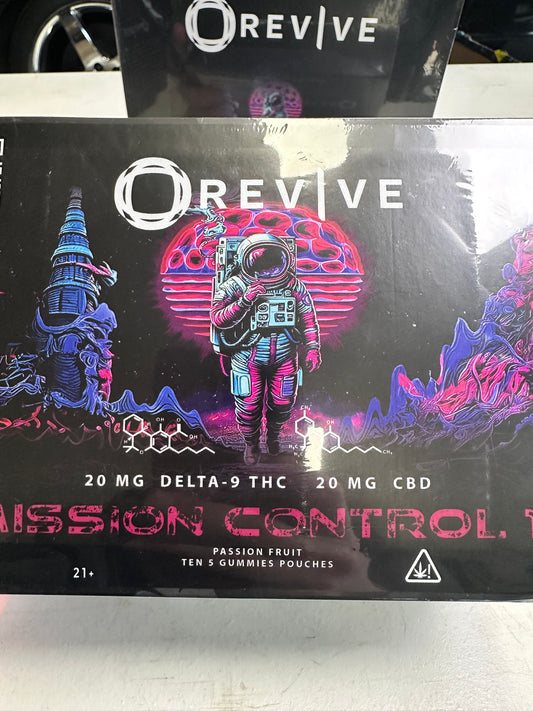 REVIVE
REVIVE
20 MG DELTA-9 THC 20 MG CBD
MISSION CONTROL
PASSION FRUIT
TEN 5 GUMMIES POUCHES
21+